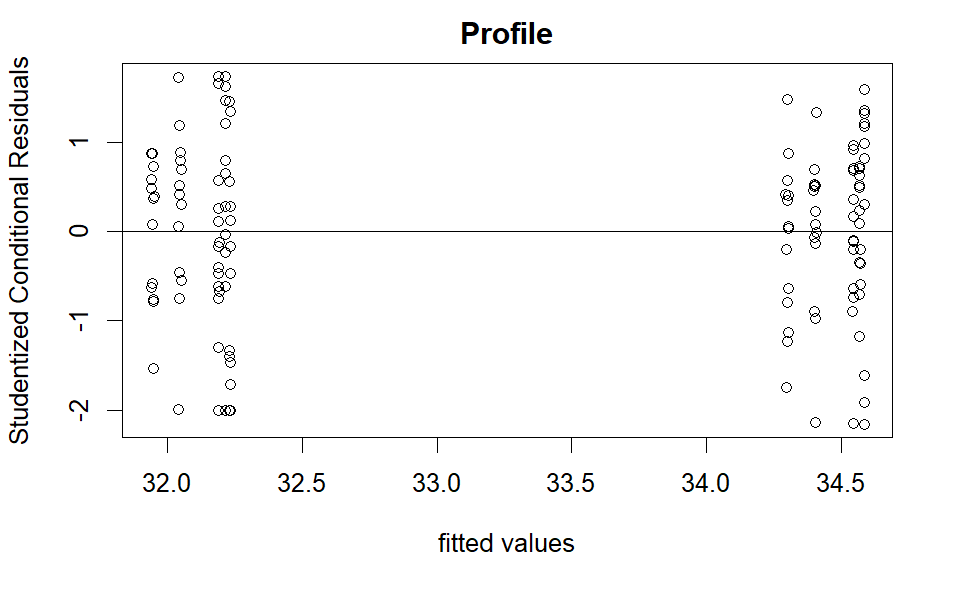 Profile
Studentized Conditional Residuals
1
0
-1
-2
32.0 32.5 33.0 33.5 34.0 34.5
fitted values